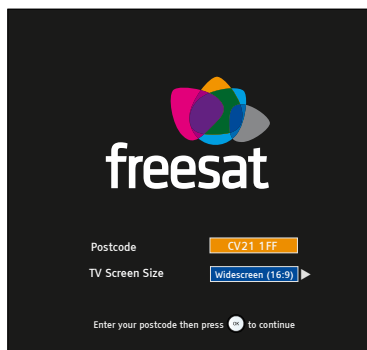 freesat
Postcode CV21 1FF
TV Screen Size Widescreen (16:9)
Enter your postcode then press OK to continue